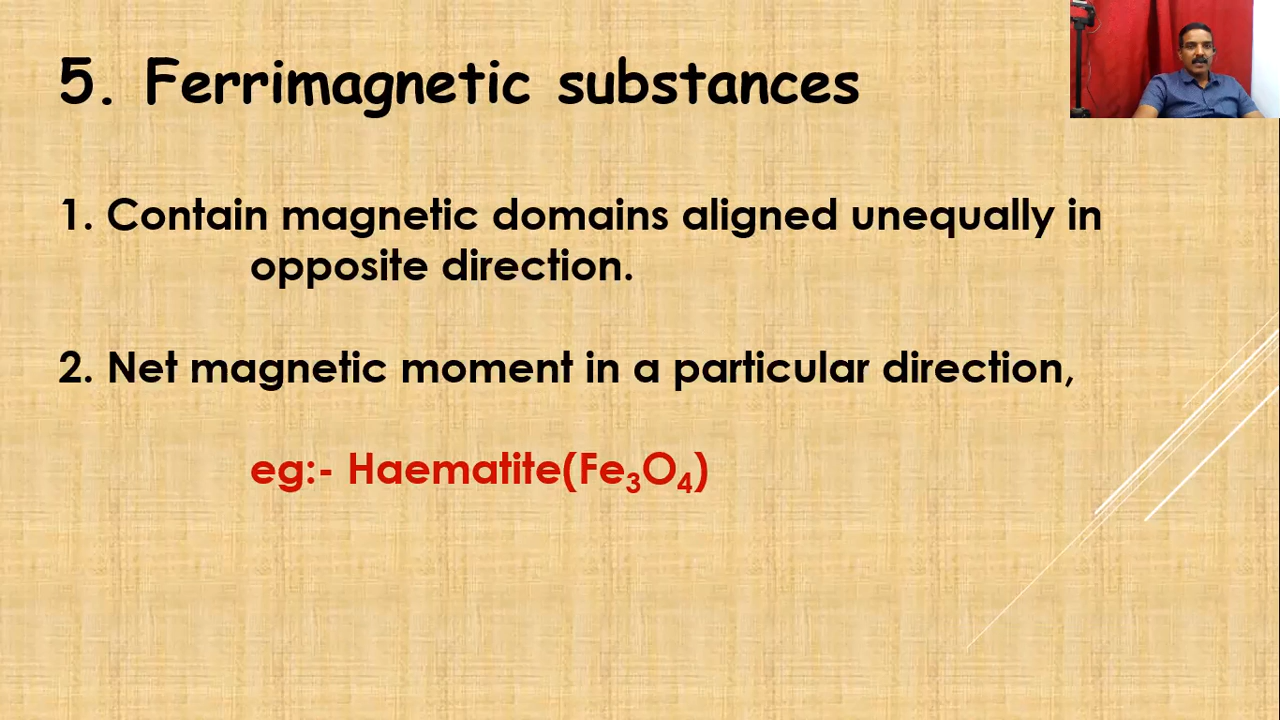 5. Ferrimagnetic substances
1. Contain magnetic domains aligned unequally in
opposite direction.
2. Net magnetic moment in a particular direction,
eg:- Haematite(Fe₃O₄)